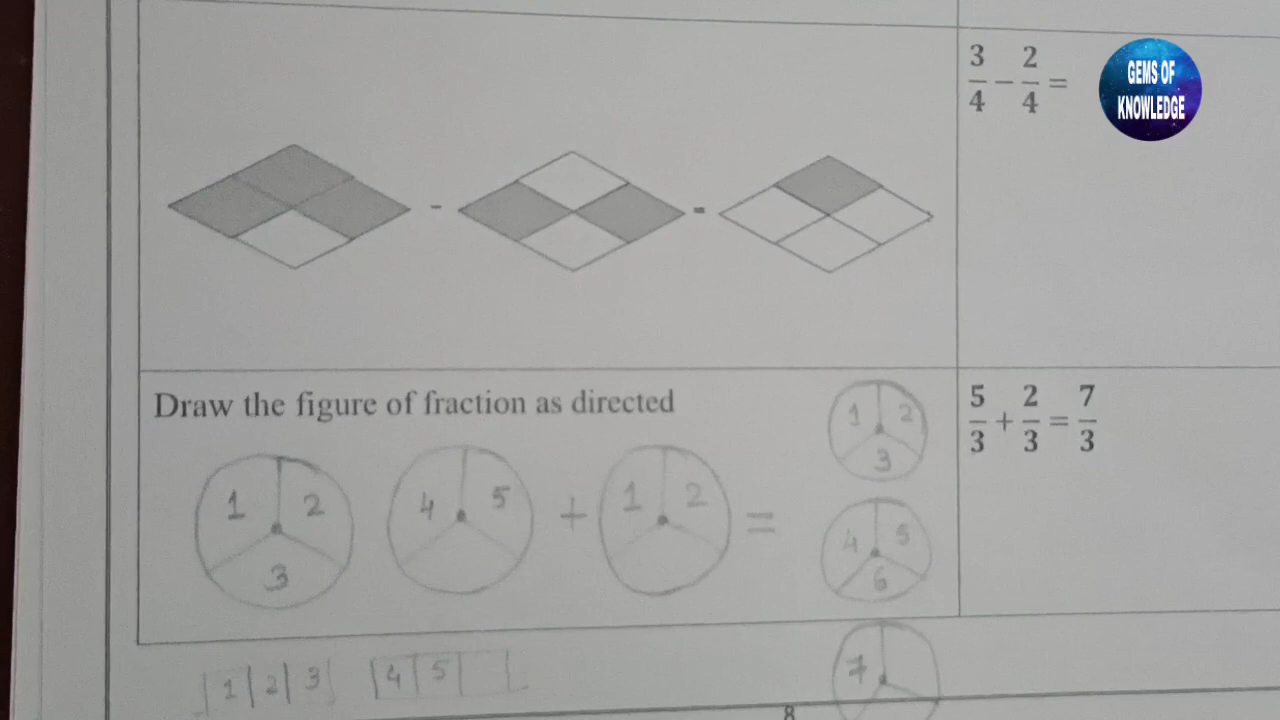 3/4 − 2/4 =
GEMS OF
KNOWLEDGE
- - 
Draw the figure of fraction as directed
5/3 + 2/3 = 7/3
1 2 3 4 5 + 1 2 =
1 2 3
4 5 6
7
1 2 3 4 5
8